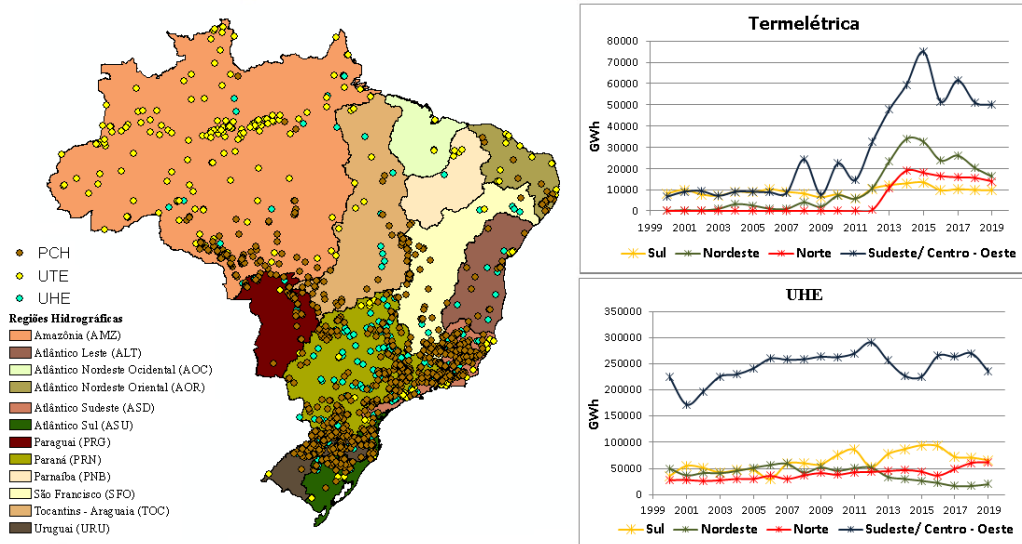 PCH
UTE
UHE
Regiões Hidrográficas
Amazônia (AMZ)
Atlântico Leste (ALT)
Atlântico Nordeste Ocidental (AOC)
Atlântico Nordeste Oriental (AOR)
Atlântico Sudeste (ASD)
Atlântico Sul (ASU)
Paraguai (PRG)
Paraná (PRN)
Parnaíba (PNB)
São Francisco (SFO)
Tocantins - Araguaia (TOC)
Uruguai (URU)
Termelétrica
80000
70000
60000
50000
40000
30000
20000
10000
0
GWh
1999 2001 2003 2005 2007 2009 2011 2013 2015 2017 2019
Sul Nordeste Norte Sudeste/ Centro - Oeste
UHE
350000
300000
250000
200000
150000
100000
50000
0
GWh
1999 2001 2003 2005 2007 2009 2011 2013 2015 2017 2019
Sul Nordeste Norte Sudeste/ Centro - Oeste